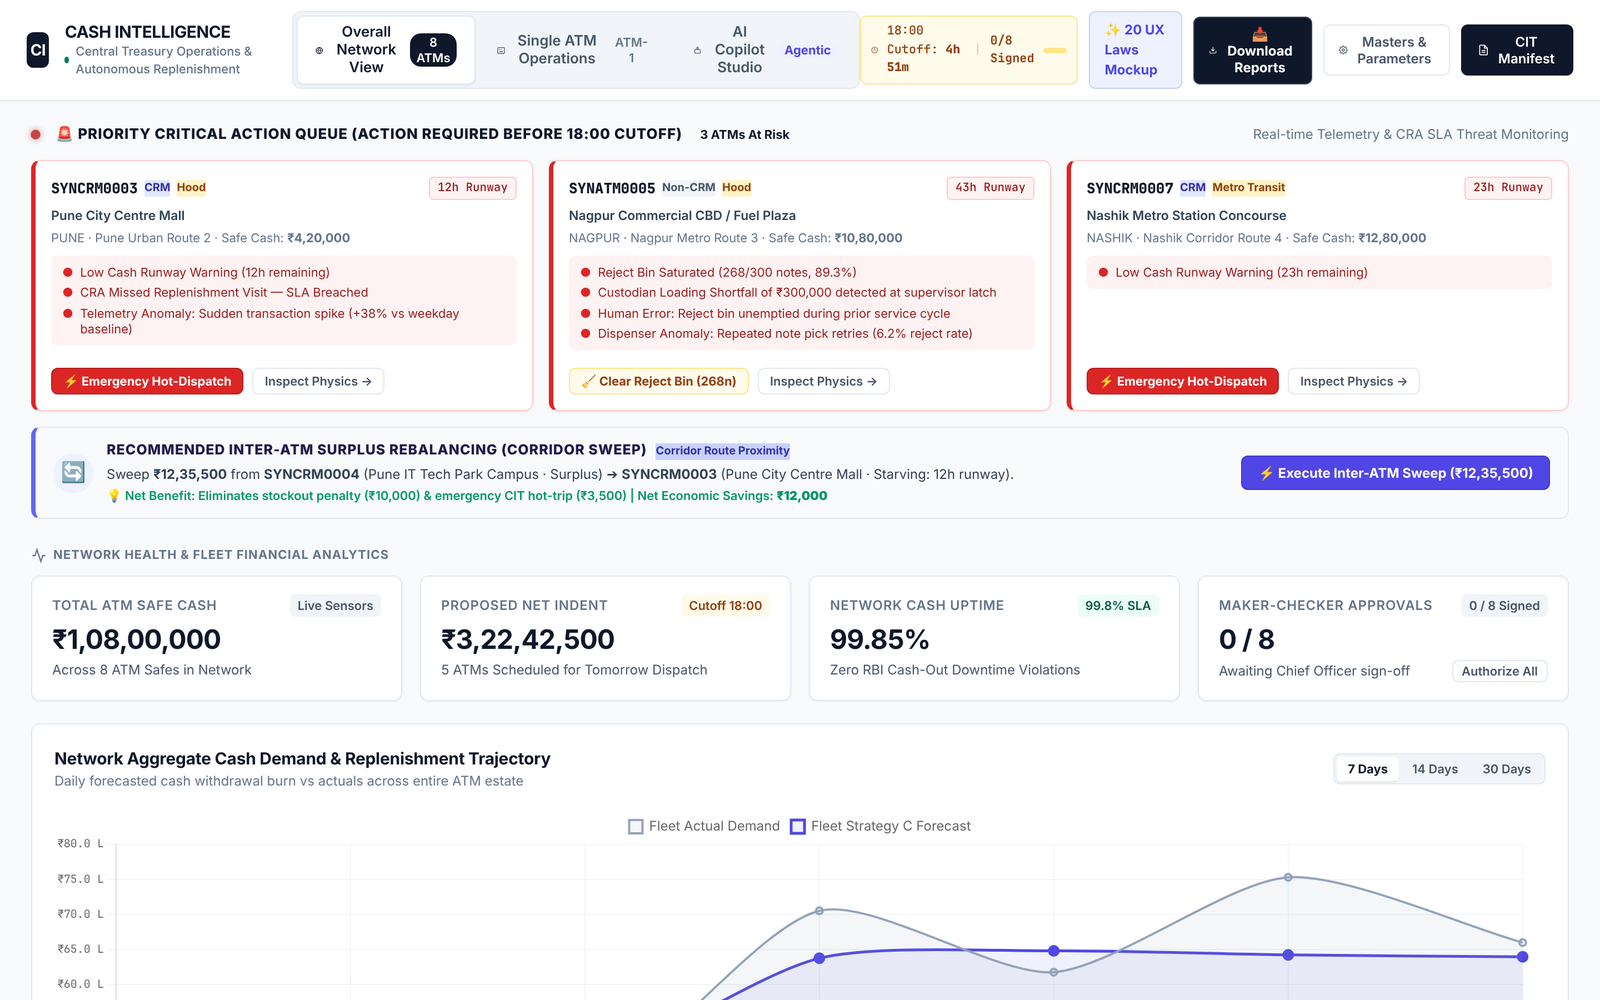 CI
CASH INTELLIGENCE
Central Treasury Operations &
Autonomous Replenishment
Overall
Network
View
8
ATMs
Single ATM
Operations
ATM-
1
AI
Copilot
Studio
Agentic
18:00
Cutoff: 4h
51m
0/8
Signed
✨ 20 UX
Laws
Mockup
📥
Download
Reports
Masters &
Parameters
CIT
Manifest
🚨 PRIORITY CRITICAL ACTION QUEUE (ACTION REQUIRED BEFORE 18:00 CUTOFF)
3 ATMs At Risk
Real-time Telemetry & CRA SLA Threat Monitoring
SYNCRM0003 CRM Hood
12h Runway
Pune City Centre Mall
PUNE · Pune Urban Route 2 · Safe Cash: ₹4,20,000
Low Cash Runway Warning (12h remaining)
CRA Missed Replenishment Visit — SLA Breached
Telemetry Anomaly: Sudden transaction spike (+38% vs weekday
baseline)
⚡ Emergency Hot-Dispatch
Inspect Physics →
SYNATM0005 Non-CRM Hood
43h Runway
Nagpur Commercial CBD / Fuel Plaza
NAGPUR · Nagpur Metro Route 3 · Safe Cash: ₹10,80,000
Reject Bin Saturated (268/300 notes, 89.3%)
Custodian Loading Shortfall of ₹300,000 detected at supervisor latch
Human Error: Reject bin unemptied during prior service cycle
Dispenser Anomaly: Repeated note pick retries (6.2% reject rate)
🧹 Clear Reject Bin (268n)
Inspect Physics →
SYNCRM0007 CRM Metro Transit
23h Runway
Nashik Metro Station Concourse
NASHIK · Nashik Corridor Route 4 · Safe Cash: ₹12,80,000
Low Cash Runway Warning (23h remaining)
⚡ Emergency Hot-Dispatch
Inspect Physics →
RECOMMENDED INTER-ATM SURPLUS REBALANCING (CORRIDOR SWEEP) Corridor Route Proximity
Sweep ₹12,35,500 from SYNCRM0004 (Pune IT Tech Park Campus · Surplus) → SYNCRM0003 (Pune City Centre Mall · Starving: 12h runway).
💡 Net Benefit: Eliminates stockout penalty (₹10,000) & emergency CIT hot-trip (₹3,500) | Net Economic Savings: ₹12,000
⚡ Execute Inter-ATM Sweep (₹12,35,500)
NETWORK HEALTH & FLEET FINANCIAL ANALYTICS
TOTAL ATM SAFE CASH
Live Sensors
₹1,08,00,000
Across 8 ATM Safes in Network
PROPOSED NET INDENT
Cutoff 18:00
₹3,22,42,500
5 ATMs Scheduled for Tomorrow Dispatch
NETWORK CASH UPTIME
99.8% SLA
99.85%
Zero RBI Cash-Out Downtime Violations
MAKER-CHECKER APPROVALS
0 / 8 Signed
0 / 8
Awaiting Chief Officer sign-off
Authorize All
Network Aggregate Cash Demand & Replenishment Trajectory
Daily forecasted cash withdrawal burn vs actuals across entire ATM estate
7 Days
14 Days
30 Days
Fleet Actual Demand
Fleet Strategy C Forecast
₹80.0 L
₹75.0 L
₹70.0 L
₹65.0 L
₹60.0 L